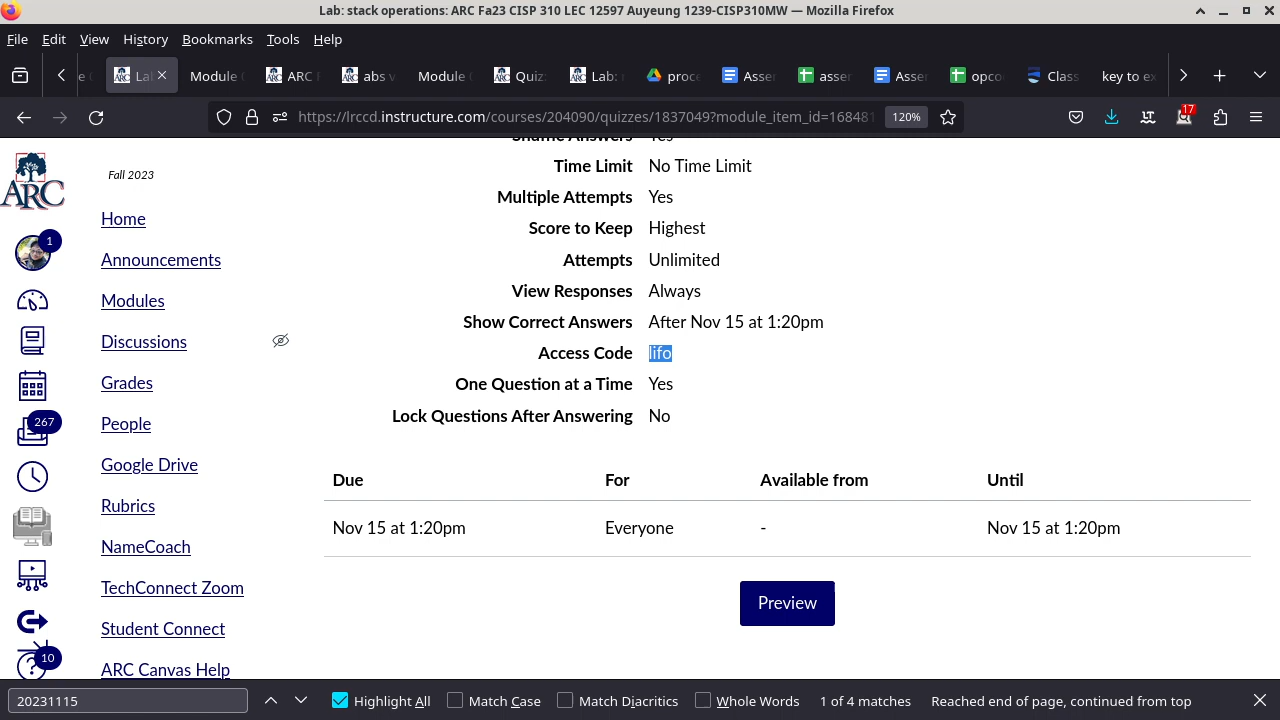 Lab: stack operations: ARC Fa23 CISP 310 LEC 12597 Auyeung 1239-CISP310MW — Mozilla Firefox
File Edit View History Bookmarks Tools Help
Module ARC abs v Module Quiz Lab: proce Asse asser Asse opco Class key to ex
https://lrccd.instructure.com/courses/204090/quizzes/1837049?module_item_id=168481 120% 17
ARC
Fall 2023
Home
1
Announcements
Modules
Discussions
Grades
People
267
Google Drive
Rubrics
NameCoach
TechConnect Zoom
Student Connect
10
ARC Canvas Help
Shuffle Answers Yes
Time Limit No Time Limit
Multiple Attempts Yes
Score to Keep Highest
Attempts Unlimited
View Responses Always
Show Correct Answers After Nov 15 at 1:20pm
Access Code lifo
One Question at a Time Yes
Lock Questions After Answering No
Due For Available from Until
Nov 15 at 1:20pm Everyone - Nov 15 at 1:20pm
Preview
20231115 Highlight All Match Case Match Diacritics Whole Words 1 of 4 matches Reached end of page, continued from top